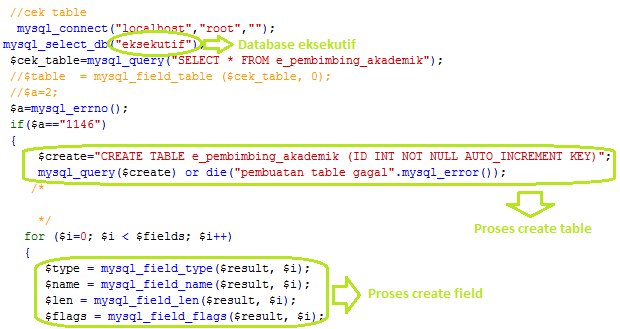 //cek table
mysql_connect("localhost","root","");
mysql_select_db("eksekutif");
Database eksekutif
$cek_table=mysql_query("SELECT * FROM e_pembimbing_akademik");
//$table  = mysql_field_table ($cek_table, 0);
//$a=2;
$a=mysql_errno();
if($a=="1146")
{
$create="CREATE TABLE e_pembimbing_akademik (ID INT NOT NULL AUTO_INCREMENT KEY)";
mysql_query($create) or die("pembuatan table gagal".mysql_error());
/*
*/
Proses create table
for ($i=0; $i < $fields; $i++)
{
$type = mysql_field_type($result, $i);
$name = mysql_field_name($result, $i);
Proses create field
$len = mysql_field_len($result, $i);
$flags = mysql_field_flags($result, $i);